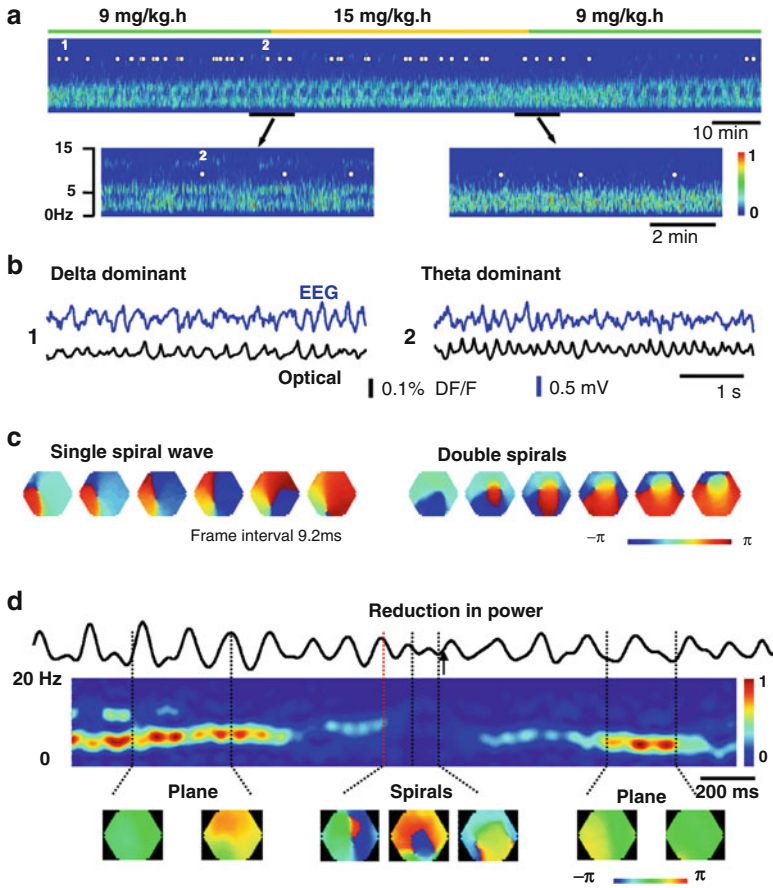 a
9 mg/kg.h 15 mg/kg.h 9 mg/kg.h
1 2
10 min
15
5
0Hz
2
1
0
2 min
b
Delta dominant Theta dominant
EEG
1 2
Optical
0.1% DF/F 0.5 mV 1 s
c
Single spiral wave Double spirals
Frame interval 9.2ms
−π π
d
Reduction in power
20 Hz
0
1
0
200 ms
Plane Spirals Plane
−π π